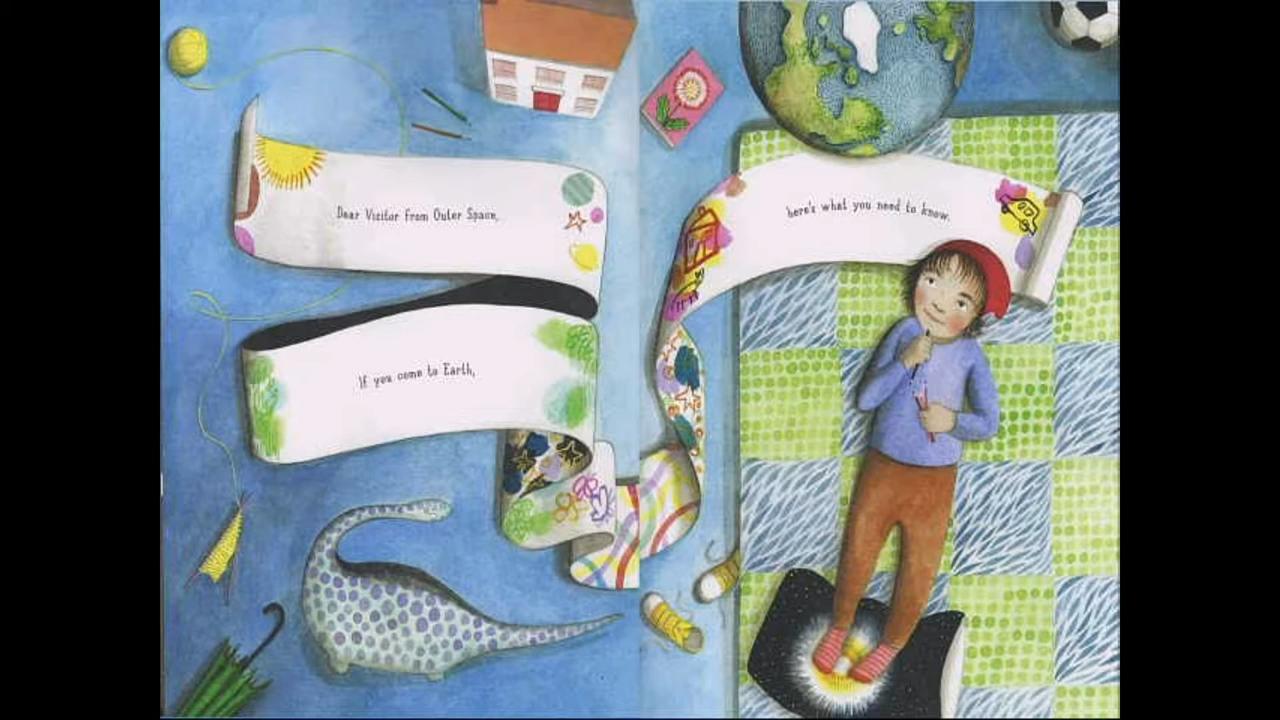 Dear Visitor from Outer Space,
If you come to Earth,
here's what you need to know.